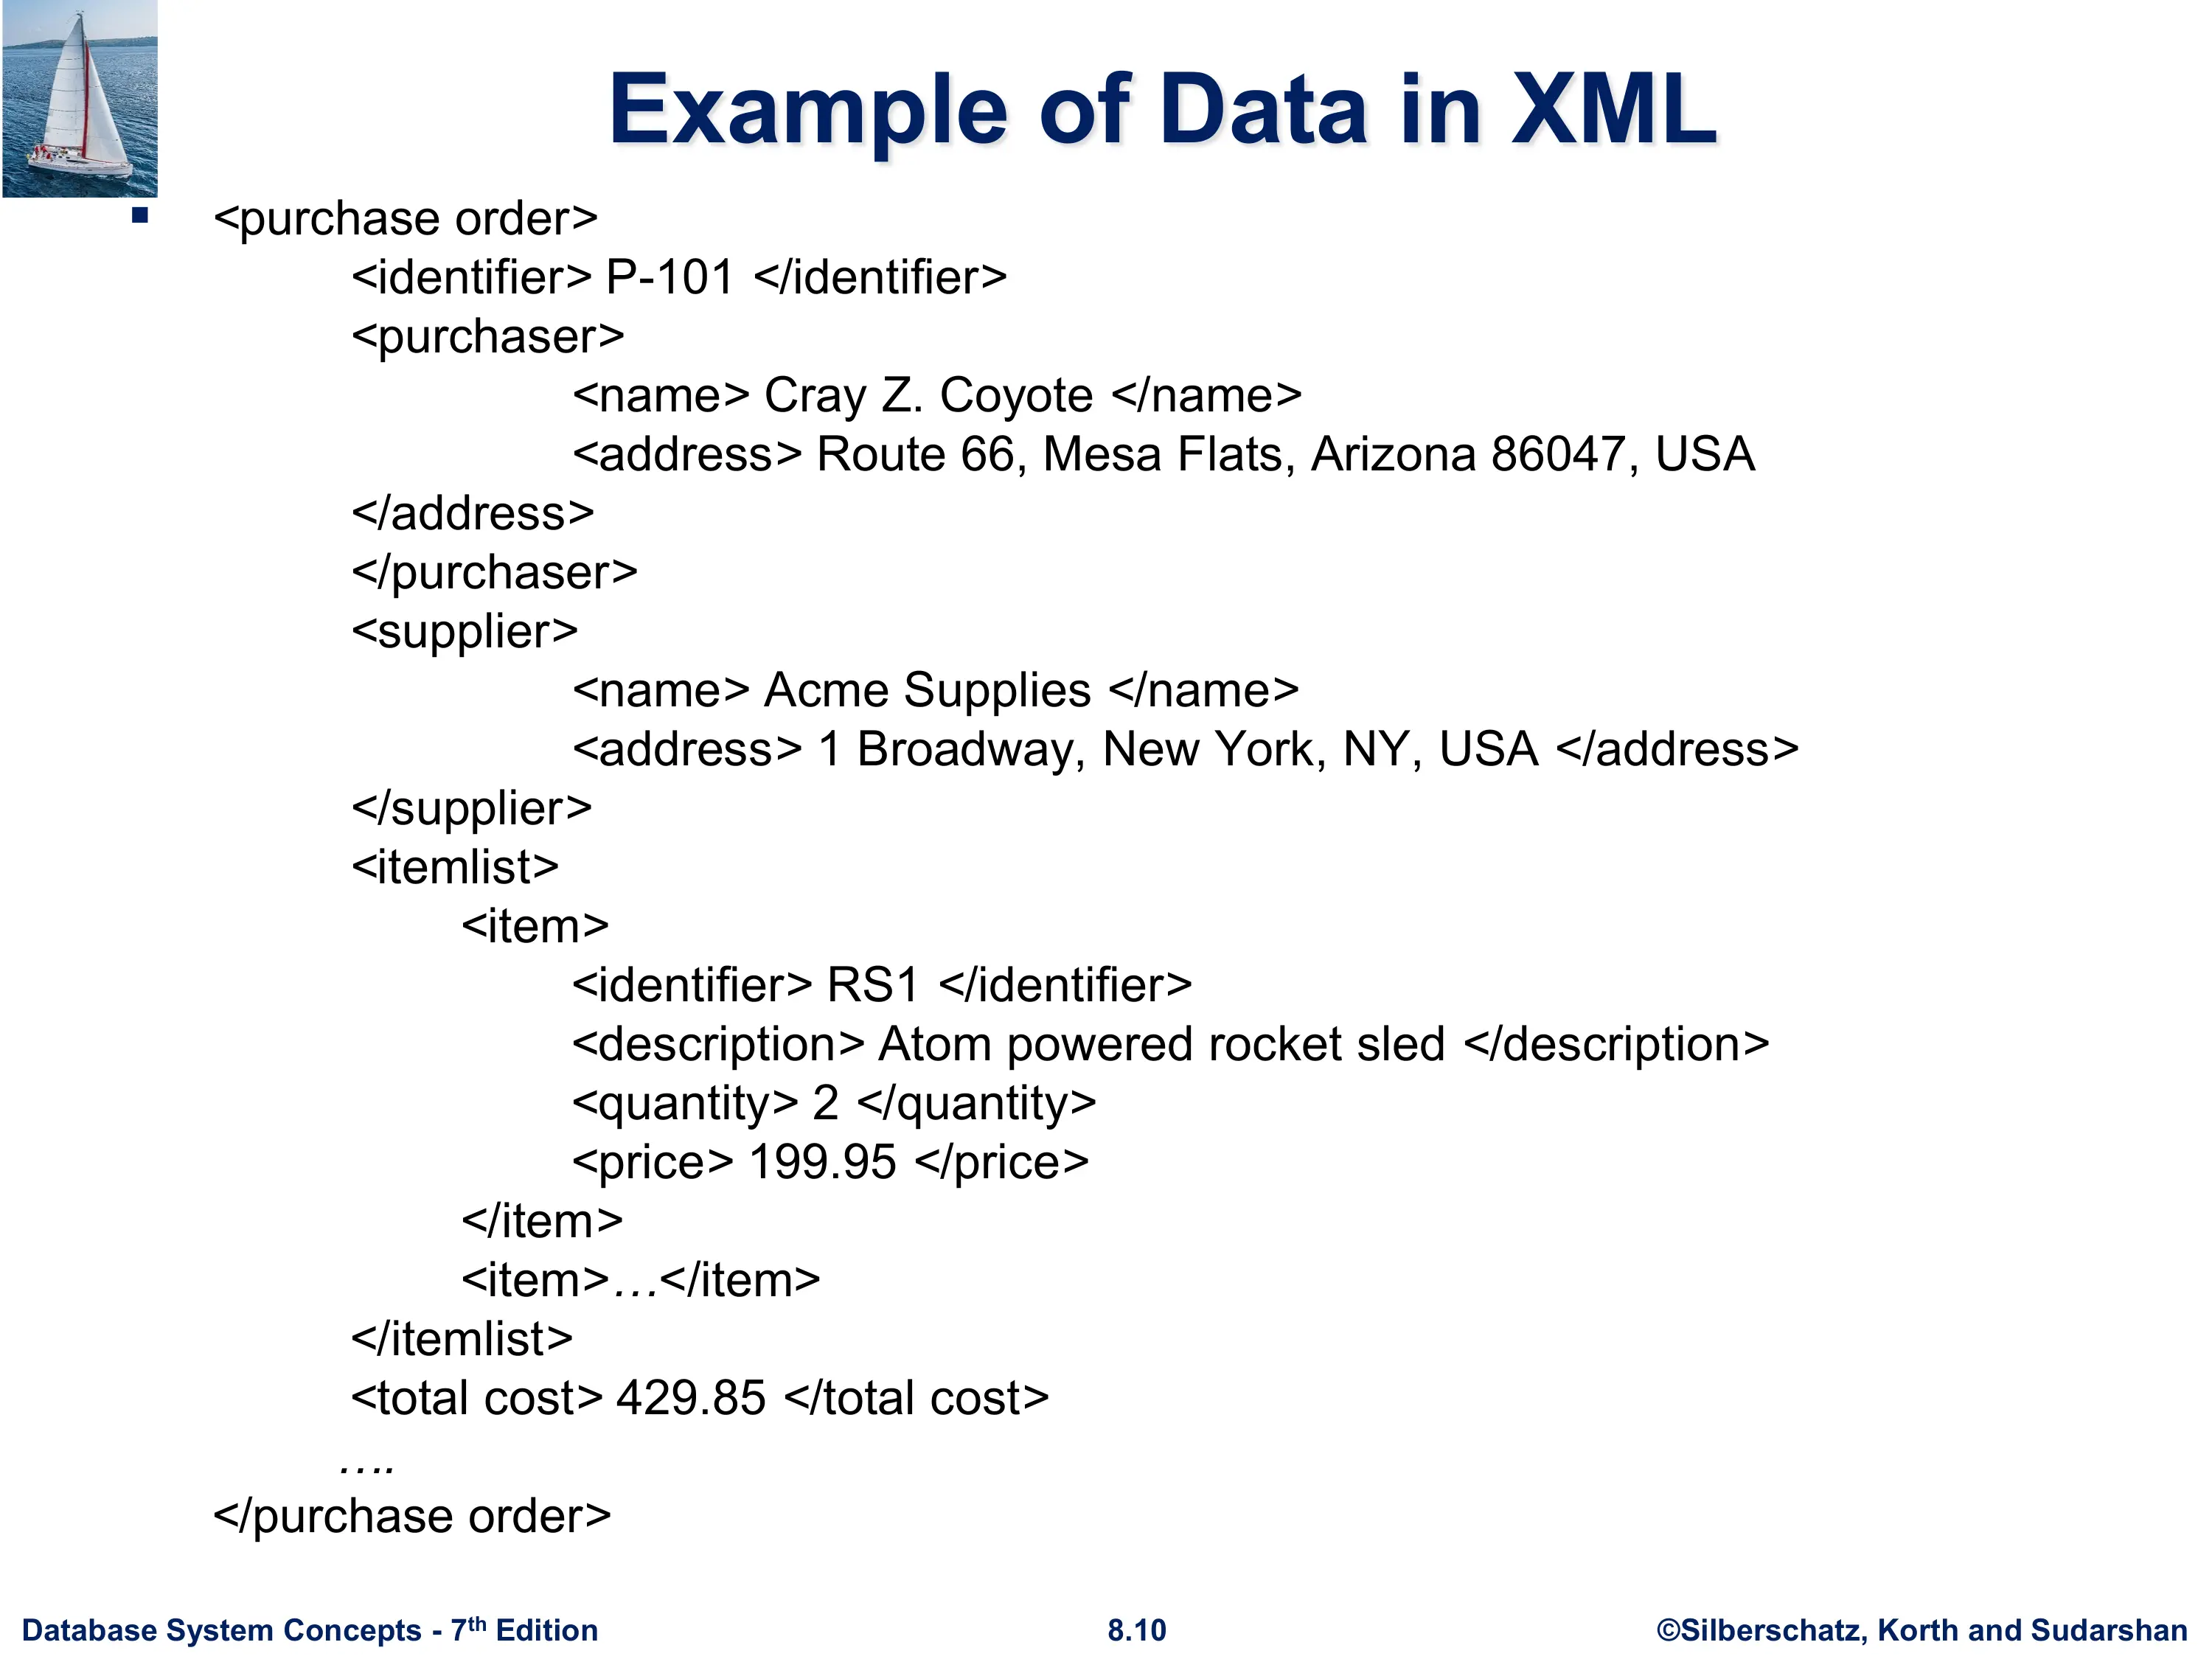 Example of Data in XML
▪ <purchase order>
<identifier> P-101 </identifier>
<purchaser>
<name> Cray Z. Coyote </name>
<address> Route 66, Mesa Flats, Arizona 86047, USA
</address>
</purchaser>
<supplier>
<name> Acme Supplies </name>
<address> 1 Broadway, New York, NY, USA </address>
</supplier>
<itemlist>
<item>
<identifier> RS1 </identifier>
<description> Atom powered rocket sled </description>
<quantity> 2 </quantity>
<price> 199.95 </price>
</item>
<item>…</item>
</itemlist>
<total cost> 429.85 </total cost>
….
</purchase order>
Database System Concepts - 7th Edition
8.10
©Silberschatz, Korth and Sudarshan